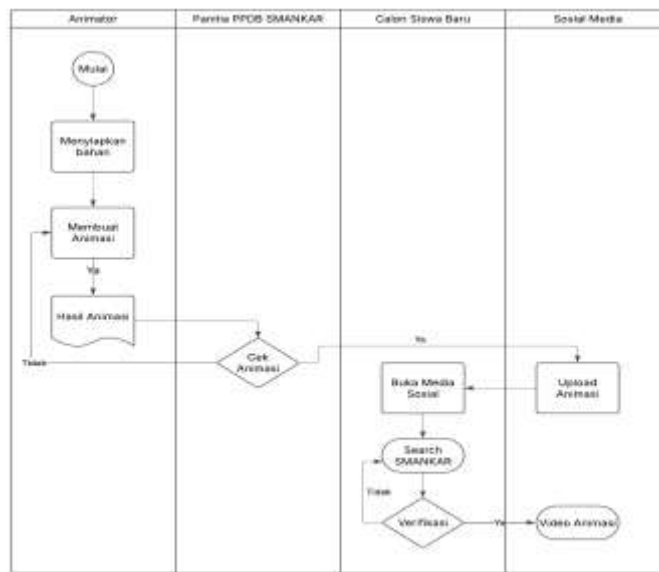 Animator
Panitia PPDB SMANKAR
Calon Siswa Baru
Sosial Media
Mulai
Menyiapkan
bahan
Membuat
Animasi
Ya
Hasil Animasi
Tidak
Cek
Animasi
Ya
Upload
Animasi
Buka Media
Sosial
Search
SMANKAR
Tidak
Verifikasi
Ya
Video Animasi